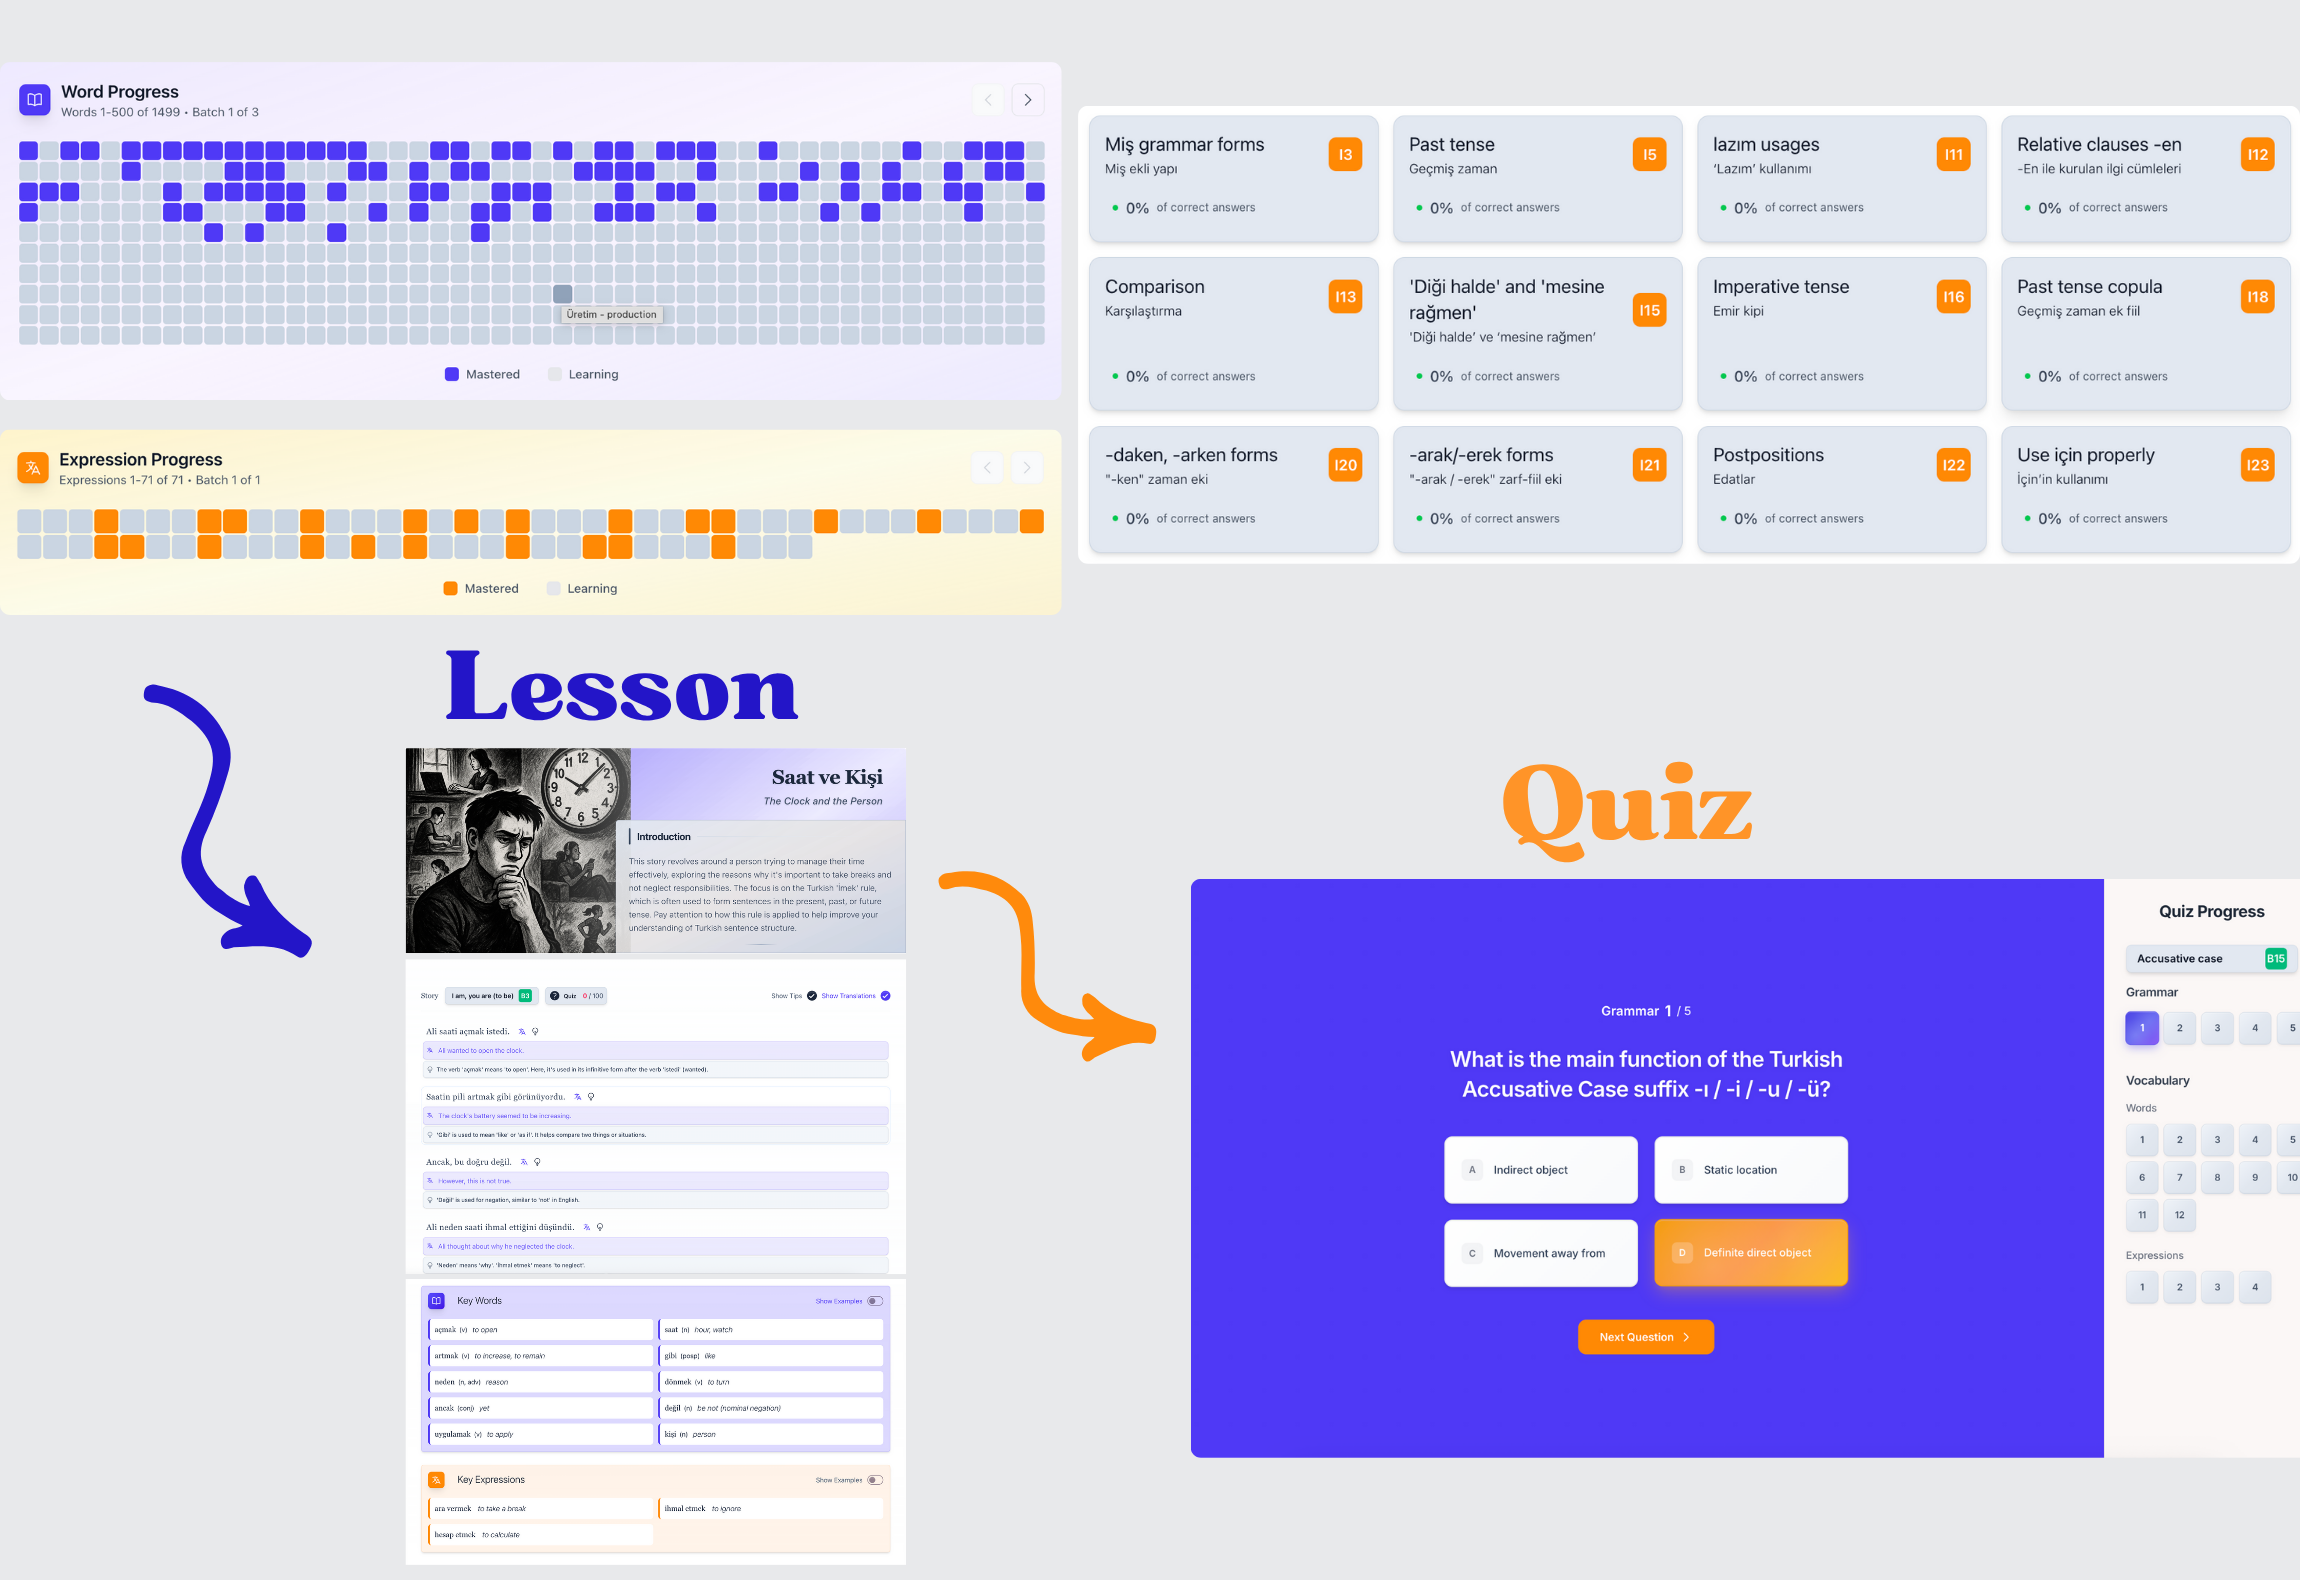 Word Progress
Words 1-500 of 1499 • Batch 1 of 3
Üretim - production
Mastered
Learning
Expression Progress
Expressions 1-71 of 71 • Batch 1 of 1
Mastered
Learning
Miş grammar forms
I3
Miş ekli yapı
0% of correct answers
Past tense
I5
Geçmiş zaman
0% of correct answers
lazım usages
I11
‘Lazım’ kullanımı
0% of correct answers
Relative clauses -en
I12
-En ile kurulan ilgi cümleleri
0% of correct answers
Comparison
I13
Karşılaştırma
0% of correct answers
'Diği halde' and 'mesine
rağmen'
I15
'Diği halde’ ve ‘mesine rağmen’
0% of correct answers
Imperative tense
I16
Emir kipi
0% of correct answers
Past tense copula
I18
Geçmiş zaman ek fiil
0% of correct answers
-daken, -arken forms
I20
"-ken" zaman eki
0% of correct answers
-arak/-erek forms
I21
"-arak / -erek" zarf-fiil eki
0% of correct answers
Postpositions
I22
Edatlar
0% of correct answers
Use için properly
I23
İçin’in kullanımı
0% of correct answers
Lesson
11 12 1
10 2
9 3
8 4
7 6 5
Saat ve Kişi
The Clock and the Person
Introduction
This story revolves around a person trying to manage their time
effectively, exploring the reasons why it's important to take breaks and
not neglect responsibilities. The focus is on the Turkish 'İmek' rule,
which is often used to form sentences in the present, past, or future
tense. Pay attention to how this rule is applied to help improve your
understanding of Turkish sentence structure.
Story
I am, you are (to be) B3
? Quiz 0 / 100
Show Tips
Show Translations
Ali saati açmak istedi.
Ali wanted to open the clock.
The verb 'açmak' means 'to open'. Here, it's used in its infinitive form after the verb 'istedi' (wanted).
Saatin pili artmak gibi görünüyordu.
The clock's battery seemed to be increasing.
'Gibi' is used to mean 'like' or 'as if'. It helps compare two things or situations.
Ancak, bu doğru değil.
However, this is not true.
'Değil' is used for negation, similar to 'not' in English.
Ali neden saati ihmal ettiğini düşündü.
Ali thought about why he neglected the clock.
'Neden' means 'why'. 'İhmal etmek' means 'to neglect'.
Key Words
Show Examples
açmak (v) to open
saat (n) hour, watch
artmak (v) to increase, to remain
gibi (posp) like
neden (n, adv) reason
dönmek (v) to turn
ancak (conj) yet
değil (n) be not (nominal negation)
uygulamak (v) to apply
kişi (n) person
Key Expressions
Show Examples
ara vermek to take a break
ihmal etmek to ignore
hesap etmek to calculate
Quiz
Grammar 1 / 5
What is the main function of the Turkish
Accusative Case suffix -ı / -i / -u / -ü?
A Indirect object
B Static location
C Movement away from
D Definite direct object
Next Question
Quiz Progress
Accusative case B15
Grammar
1 2 3 4 5
Vocabulary
Words
1 2 3 4 5
6 7 8 9 10
11 12
Expressions
1 2 3 4